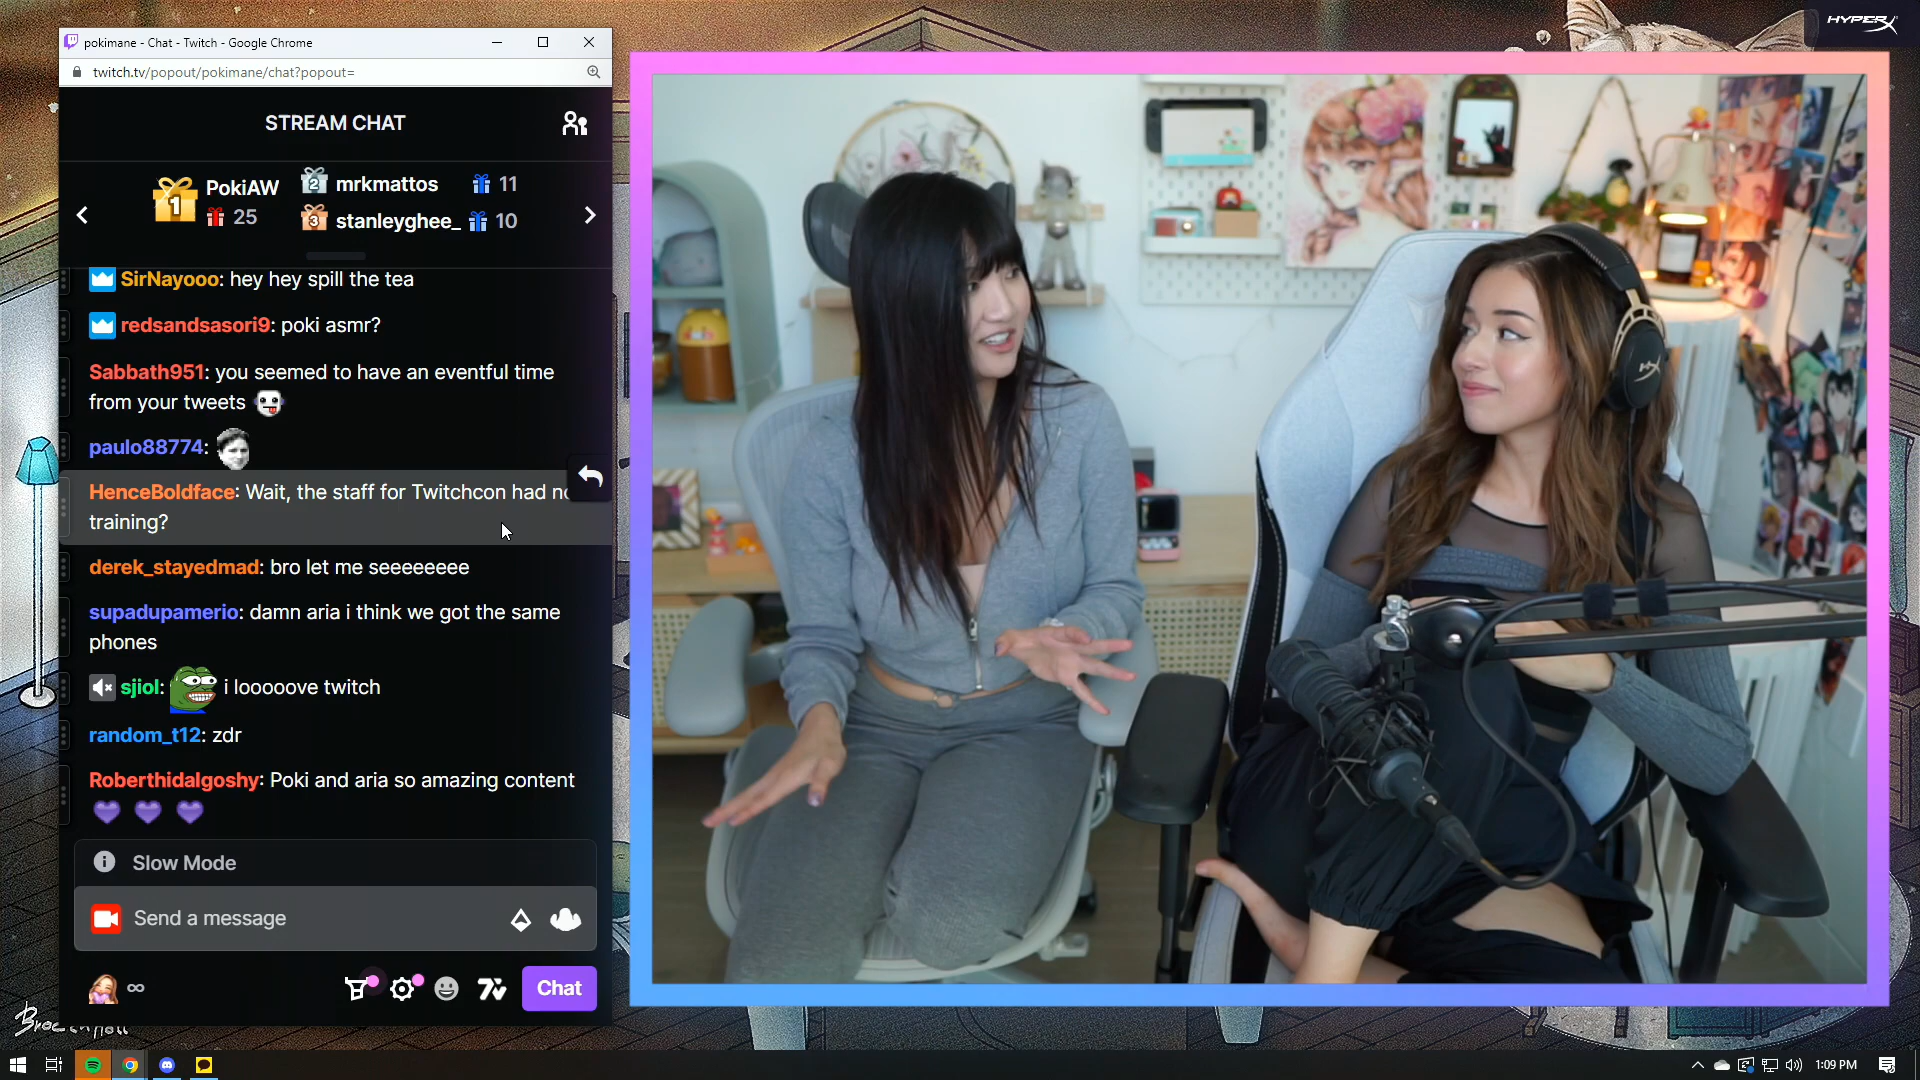 HYPERX
pokimane - Chat - Twitch - Google Chrome
twitch.tv/popout/pokimane/chat?popout=
STREAM CHAT
1 PokiAW
25
2 mrkmattos 11
3 stanleyghee_ 10
SirNayooo: hey hey spill the tea
redsandsasori9: poki asmr?
Sabbath951: you seemed to have an eventful time
from your tweets
paulo88774:
HenceBoldface: Wait, the staff for Twitchcon had no
training?
derek_stayedmad: bro let me seeeeeeee
supadupamerio: damn aria i think we got the same
phones
sjiol: i looooove twitch
random_t12: zdr
Roberthidalgoshy: Poki and aria so amazing content
Slow Mode
Send a message
∞
Chat
1:09 PM